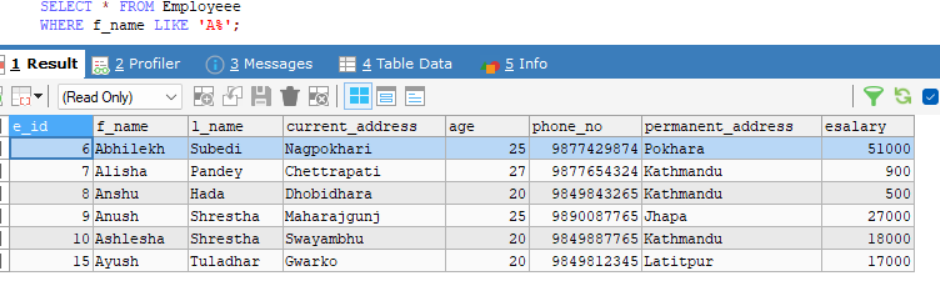 SELECT * FROM Employeee
WHERE f_name LIKE 'A%';
1 Result 2 Profiler 3 Messages 4 Table Data 5 Info
(Read Only)
e_id f_name l_name current_address age phone_no permanent_address esalary
6 Abhilekh Subedi Nagpokhari 25 9877429874 Pokhara 51000
7 Alisha Pandey Chettrapati 27 9877654324 Kathmandu 900
8 Anshu Hada Dhobidhara 20 9849843265 Kathmandu 500
9 Anush Shrestha Maharajgunj 25 9890087765 Jhapa 27000
10 Ashlesha Shrestha Swayambhu 20 9849887765 Kathmandu 18000
15 Ayush Tuladhar Gwarko 20 9849812345 Latitpur 17000